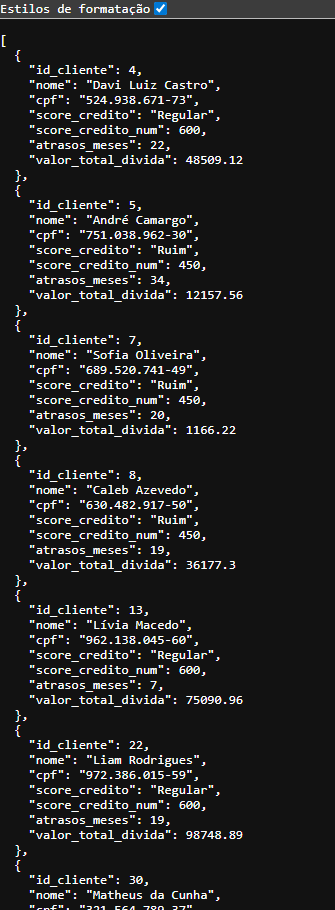 Estilos de formatação
[
{
"id_cliente": 4,
"nome": "Davi Luiz Castro",
"cpf": "524.938.671-73",
"score_credito": "Regular",
"score_credito_num": 600,
"atrasos_meses": 22,
"valor_total_divida": 48509.12
},
{
"id_cliente": 5,
"nome": "André Camargo",
"cpf": "751.038.962-30",
"score_credito": "Ruim",
"score_credito_num": 450,
"atrasos_meses": 34,
"valor_total_divida": 12157.56
},
{
"id_cliente": 7,
"nome": "Sofia Oliveira",
"cpf": "689.520.741-49",
"score_credito": "Ruim",
"score_credito_num": 450,
"atrasos_meses": 20,
"valor_total_divida": 1166.22
},
{
"id_cliente": 8,
"nome": "Caleb Azevedo",
"cpf": "630.482.917-50",
"score_credito": "Ruim",
"score_credito_num": 450,
"atrasos_meses": 19,
"valor_total_divida": 36177.3
},
{
"id_cliente": 13,
"nome": "Lívia Macedo",
"cpf": "962.138.045-60",
"score_credito": "Regular",
"score_credito_num": 600,
"atrasos_meses": 7,
"valor_total_divida": 75090.96
},
{
"id_cliente": 22,
"nome": "Liam Rodrigues",
"cpf": "972.386.015-59",
"score_credito": "Regular",
"score_credito_num": 600,
"atrasos_meses": 19,
"valor_total_divida": 98748.89
},
{
"id_cliente": 30,
"nome": "Matheus da Cunha",
"cpf": "321.564.789-37"